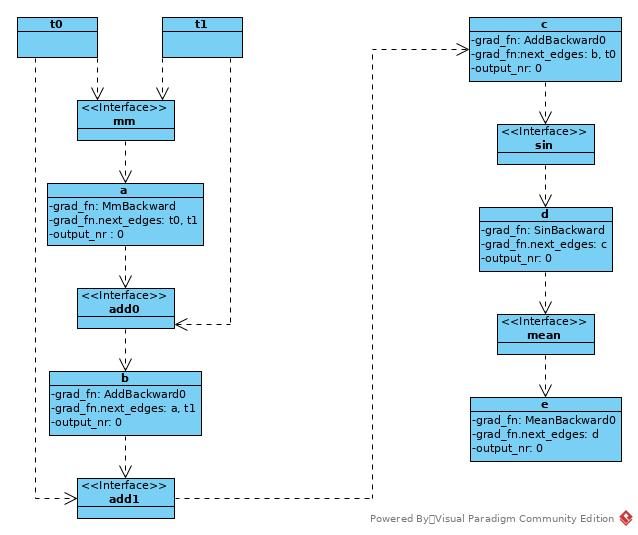 t0
t1
<<Interface>>
mm
a
-grad_fn: MmBackward
-grad_fn.next_edges: t0, t1
-output_nr : 0
<<Interface>>
add0
b
-grad_fn: AddBackward0
-grad_fn.next_edges: a, t1
-output_nr: 0
<<Interface>>
add1
c
-grad_fn: AddBackward0
-grad_fn:next_edges: b, t0
-output_nr: 0
<<Interface>>
sin
d
-grad_fn: SinBackward
-grad_fn.next_edges: c
-output_nr: 0
<<Interface>>
mean
e
-grad_fn: MeanBackward0
-grad_fn.next_edges: d
-output_nr: 0
Powered By Visual Paradigm Community Edition